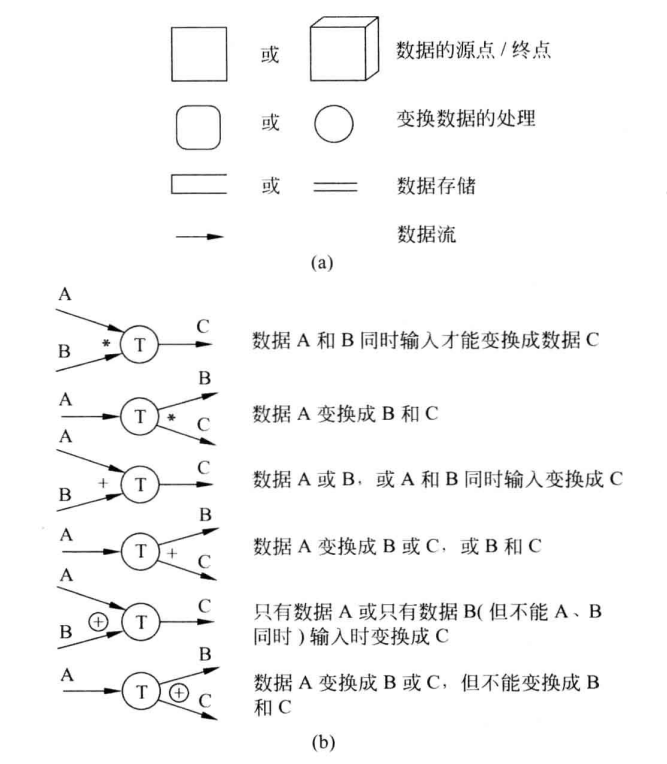 或 数据的源点 / 终点
或 变换数据的处理
或 数据存储
数据流
(a)
A
B * T C 数据 A 和 B 同时输入才能变换成数据 C
A T * B C 数据 A 变换成 B 和 C
A
B + T C 数据 A 或 B，或 A 和 B 同时输入变换成 C
A T + B C 数据 A 变换成 B 或 C，或 B 和 C
A
B ⊕ T C 只有数据 A 或只有数据 B( 但不能 A、B
同时 ) 输入时变换成 C
A T ⊕ B C 数据 A 变换成 B 或 C，但不能变换成 B
和 C
(b)